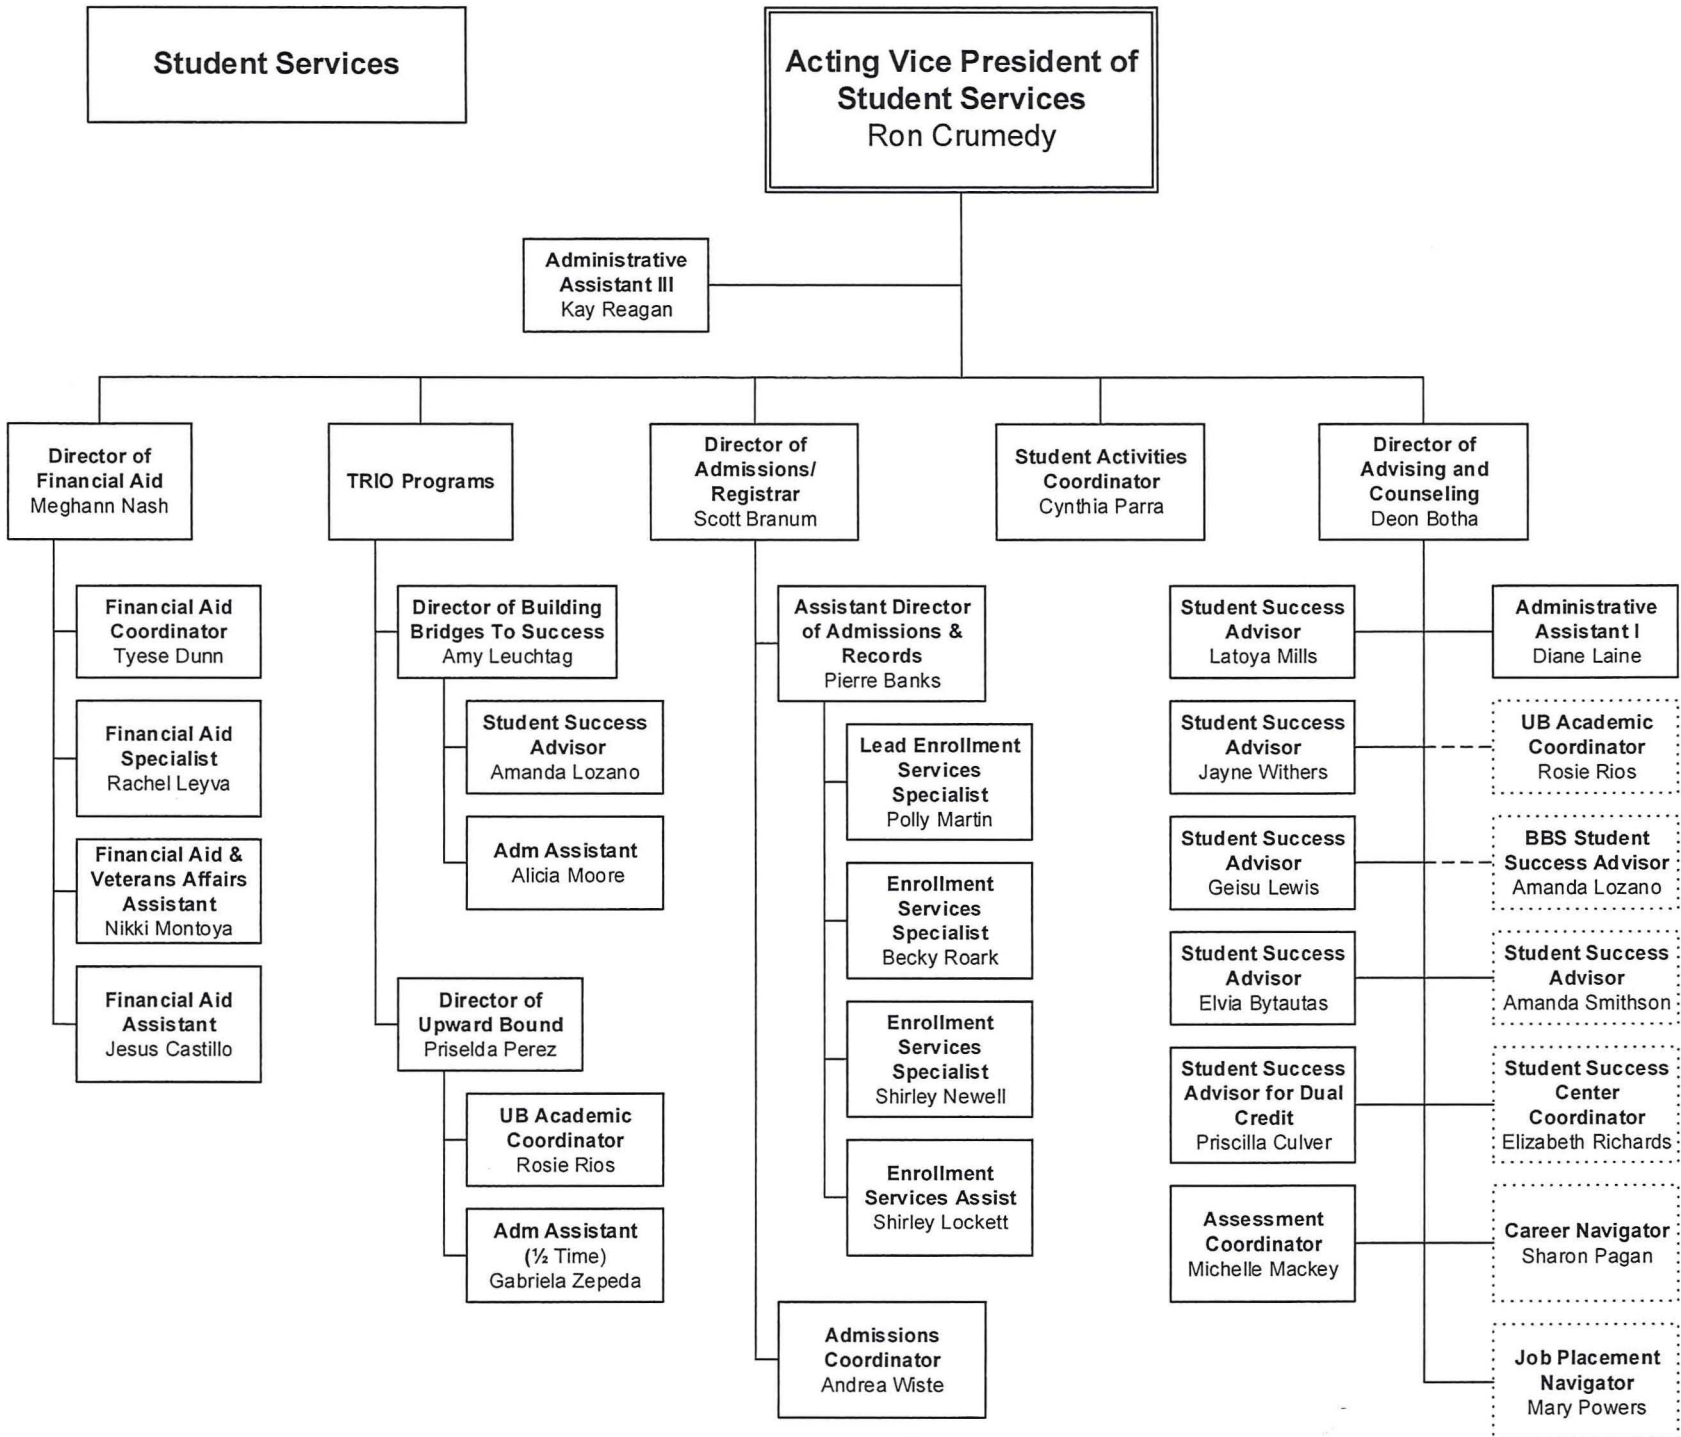 Student Services
Acting Vice President of
Student Services
Ron Crumedy
Administrative
Assistant III
Kay Reagan
Director of
Financial Aid
Meghann Nash
TRIO Programs
Director of
Admissions/
Registrar
Scott Branum
Student Activities
Coordinator
Cynthia Parra
Director of
Advising and
Counseling
Deon Botha
Financial Aid
Coordinator
Tyese Dunn
Financial Aid
Specialist
Rachel Leyva
Financial Aid &
Veterans Affairs
Assistant
Nikki Montoya
Financial Aid
Assistant
Jesus Castillo
Director of Building
Bridges To Success
Amy Leuchtag
Student Success
Advisor
Amanda Lozano
Adm Assistant
Alicia Moore
Director of
Upward Bound
Priselda Perez
UB Academic
Coordinator
Rosie Rios
Adm Assistant
(½ Time)
Gabriela Zepeda
Assistant Director
of Admissions &
Records
Pierre Banks
Lead Enrollment
Services
Specialist
Polly Martin
Enrollment
Services
Specialist
Becky Roark
Enrollment
Services
Specialist
Shirley Newell
Enrollment
Services Assist
Shirley Lockett
Admissions
Coordinator
Andrea Wiste
Student Success
Advisor
Latoya Mills
Student Success
Advisor
Jayne Withers
Student Success
Advisor
Geisu Lewis
Student Success
Advisor
Elvia Bytautas
Student Success
Advisor for Dual
Credit
Priscilla Culver
Assessment
Coordinator
Michelle Mackey
Administrative
Assistant I
Diane Laine
UB Academic
Coordinator
Rosie Rios
BBS Student
Success Advisor
Amanda Lozano
Student Success
Advisor
Amanda Smithson
Student Success
Center
Coordinator
Elizabeth Richards
Career Navigator
Sharon Pagan
Job Placement
Navigator
Mary Powers